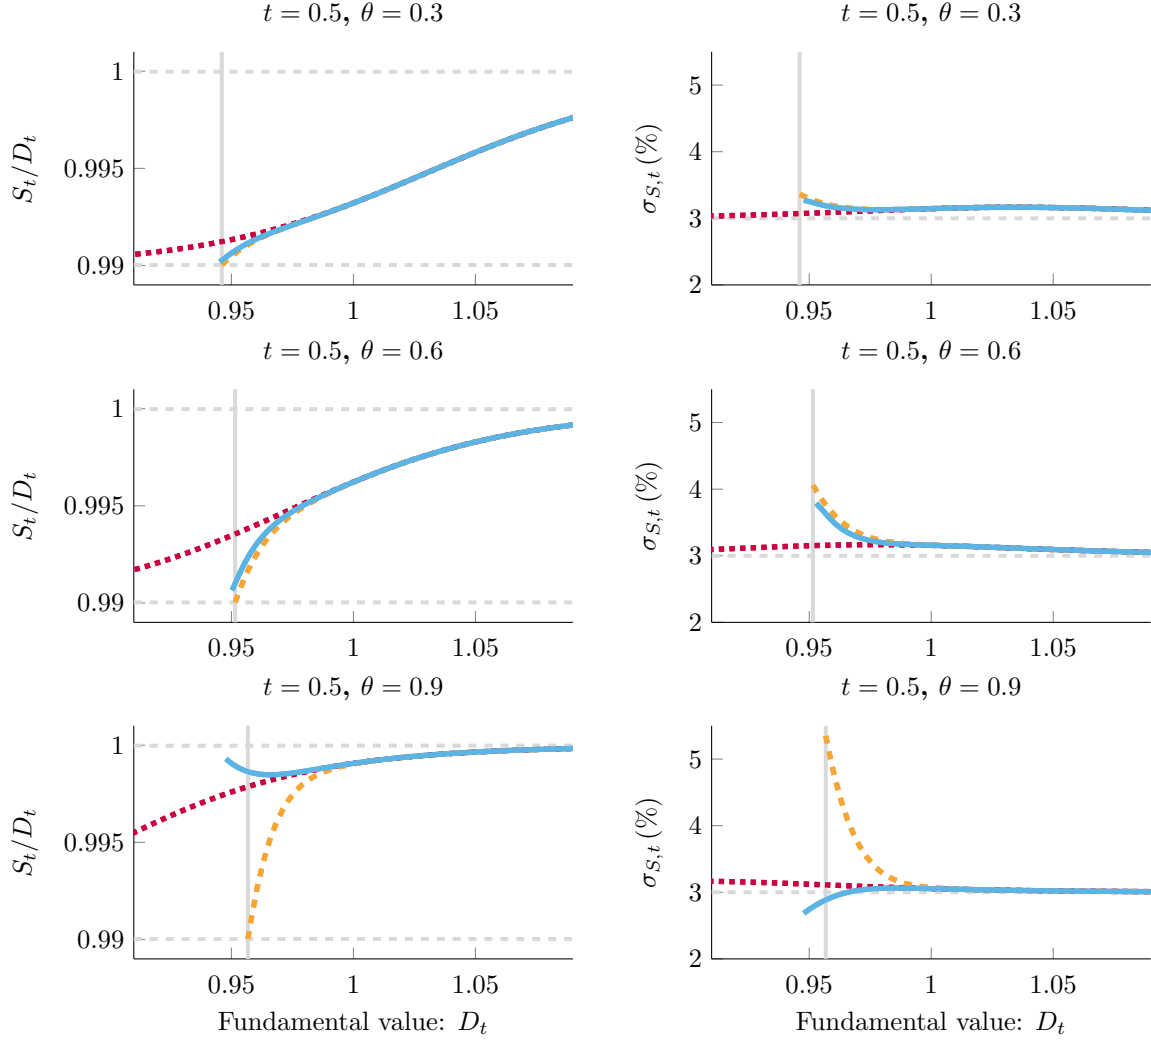 t = 0.5, θ = 0.3
S_t/D_t
1
0.995
0.99
0.95 1 1.05
t = 0.5, θ = 0.3
σ_{S,t}(%)
5
4
3
2
0.95 1 1.05
t = 0.5, θ = 0.6
S_t/D_t
1
0.995
0.99
0.95 1 1.05
t = 0.5, θ = 0.6
σ_{S,t}(%)
5
4
3
2
0.95 1 1.05
t = 0.5, θ = 0.9
S_t/D_t
1
0.995
0.99
0.95 1 1.05
Fundamental value: D_t
t = 0.5, θ = 0.9
σ_{S,t}(%)
5
4
3
2
0.95 1 1.05
Fundamental value: D_t